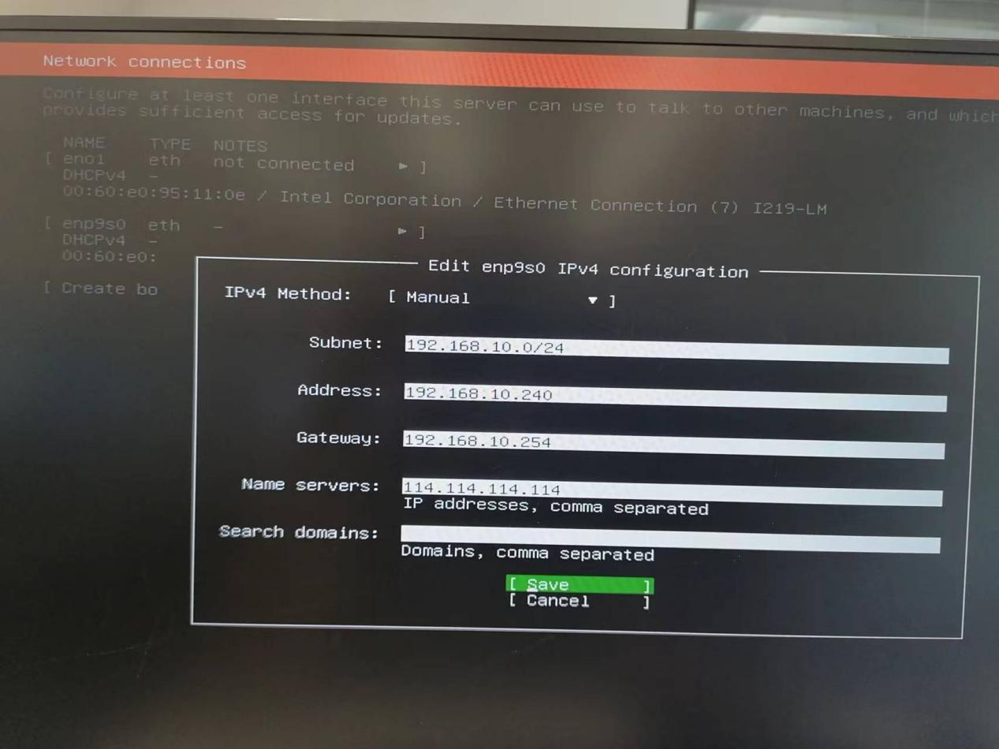 Network connections
Configure at least one interface this server can use to talk to other machines, and which
provides sufficient access for updates.
NAME TYPE NOTES
[ eno1 eth not connected ▸ ]
DHCPv4 –
00:60:e0:95:11:0e / Intel Corporation / Ethernet Connection (7) I219-LM
[ enp9s0 eth – ▸ ]
DHCPv4 –
00:60:e0:
[ Create bo
Edit enp9s0 IPv4 configuration
IPv4 Method: [ Manual ▾ ]
Subnet: 192.168.10.0/24
Address: 192.168.10.240
Gateway: 192.168.10.254
Name servers: 114.114.114.114
IP addresses, comma separated
Search domains:
Domains, comma separated
[ Save ]
[ Cancel ]